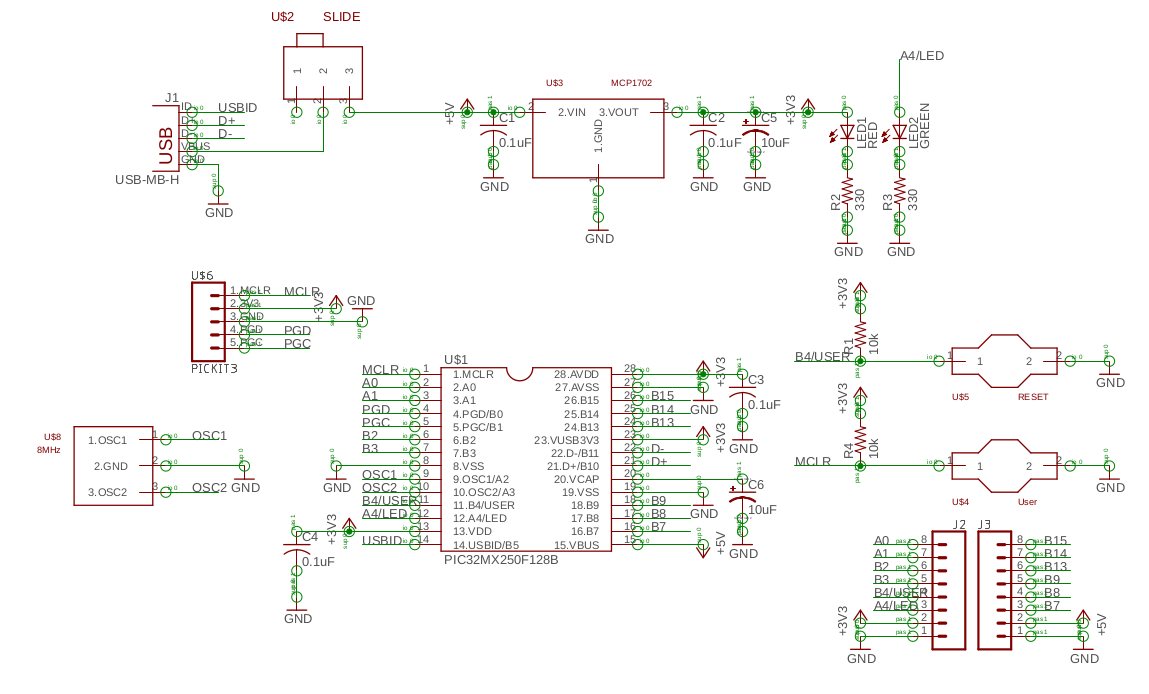 U$2 SLIDE
1 2 3
1 2 3
J1
USB
ID
D+
D-
VBUS
GND
USBID
D+
D-
USB-MB-H
GND
+5V
C1
0.1uF
GND
U$3 MCP1702
2 2.VIN 3.VOUT 3
1.GND
1
GND
C2
0.1uF
GND
C5
10uF
GND
+3V3
LED1
RED
R2
330
GND
A4/LED
LED2
GREEN
R3
330
GND
U$6
1.MCLR MCLR
2.3V3 +3V3
3.GND GND
4.PGD PGD
5.PGC PGC
PICKIT3
U$8
8MHz
1.OSC1 1 OSC1
2.GND 2 GND
3.OSC2 3 OSC2
U$1
MCLR 1 1.MCLR
A0 2 2.A0
A1 3 3.A1
PGD 4 4.PGD/B0
PGC 5 5.PGC/B1
B2 6 6.B2
B3 7 7.B3
GND 8 8.VSS
OSC1 9 9.OSC1/A2
OSC2 10 10.OSC2/A3
B4/USER 11 11.B4/USER
A4/LED 12 12.A4/LED
13 13.VDD
USBID 14 14.USBID/B5
28.AVDD 28 +3V3
27.AVSS 27 GND
26.B15 26 B15
25.B14 25 B14
24.B13 24 B13
23.VUSB3V3 23 +3V3
22.D-/B11 22 D-
21.D+/B10 21 D+
20.VCAP 20
19.VSS 19 GND
18.B9 18 B9
17.B8 17 B8
16.B7 16 B7
15.VBUS 15 +5V
PIC32MX250F128B
C3
0.1uF
GND
C6
10uF
GND
+3V3
C4
0.1uF
GND
+3V3
R1
10k
B4/USER
1 1 2 2
GND
U$5 RESET
+3V3
R4
10k
MCLR
1 1 2 2
GND
U$4 User
J2 J3
A0 8 8 B15
A1 7 7 B14
B2 6 6 B13
B3 5 5 B9
B4/USER 4 4 B8
A4/LED 3 3 B7
+3V3 2 2 +5V
1 1
GND GND